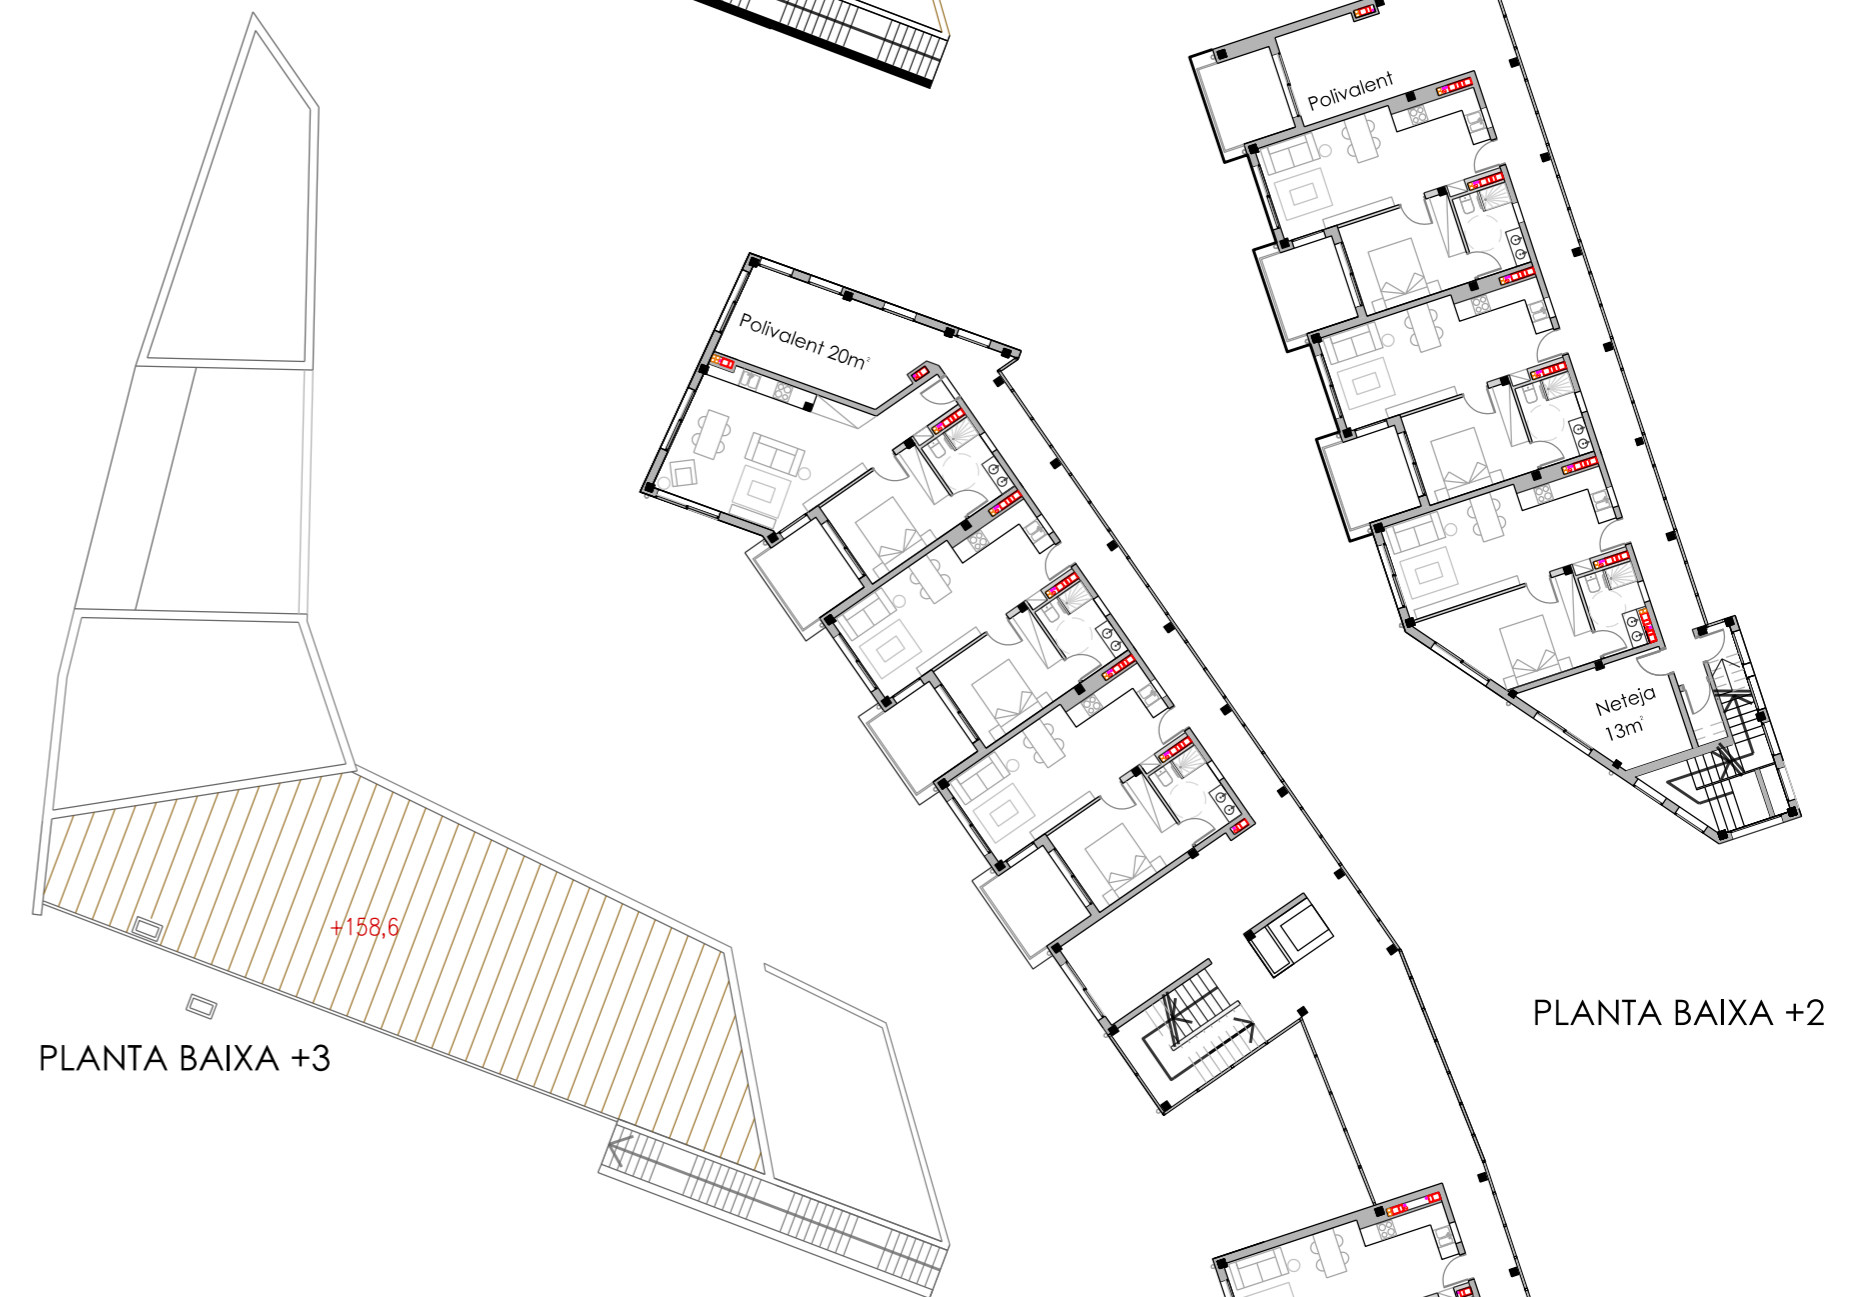 Polivalent
Polivalent 20m²
Neteja
13m²
+158,6
PLANTA BAIXA +2
PLANTA BAIXA +3